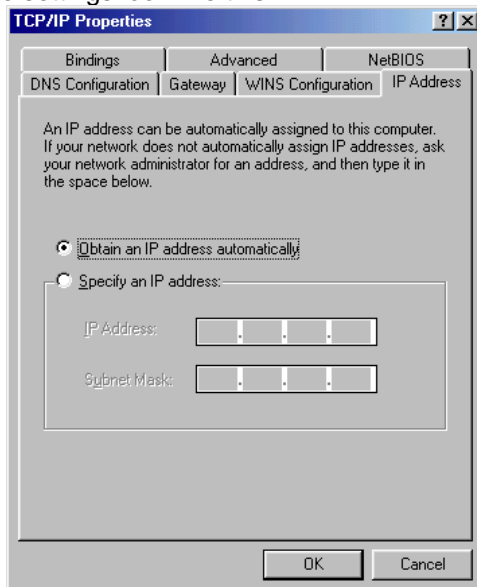 TCP/IP Properties
Bindings Advanced NetBIOS
DNS Configuration Gateway WINS Configuration IP Address
An IP address can be automatically assigned to this computer.
If your network does not automatically assign IP addresses, ask
your network administrator for an address, and then type it in
the space below.
Obtain an IP address automatically
Specify an IP address:
IP Address:
Subnet Mask:
OK Cancel